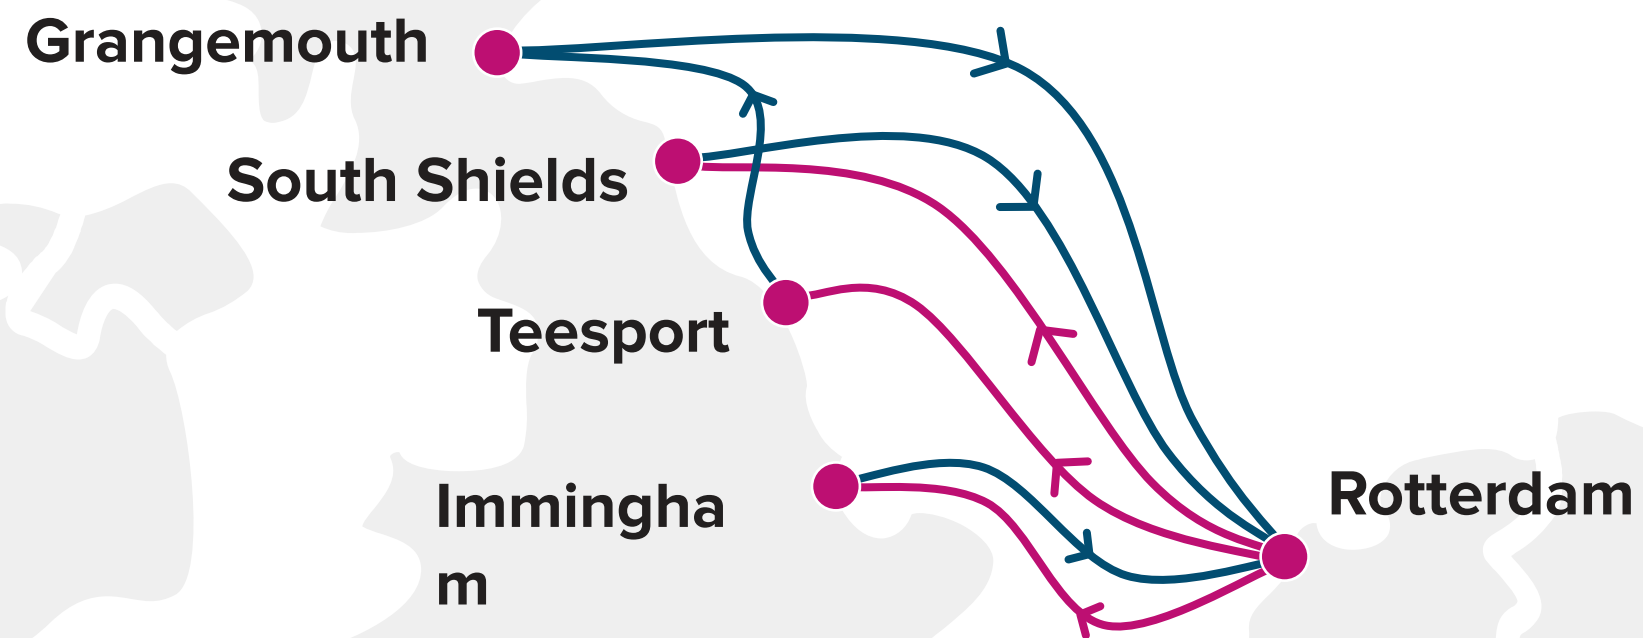 Grangemouth
South Shields
Teesport
Immingha
m
Rotterdam